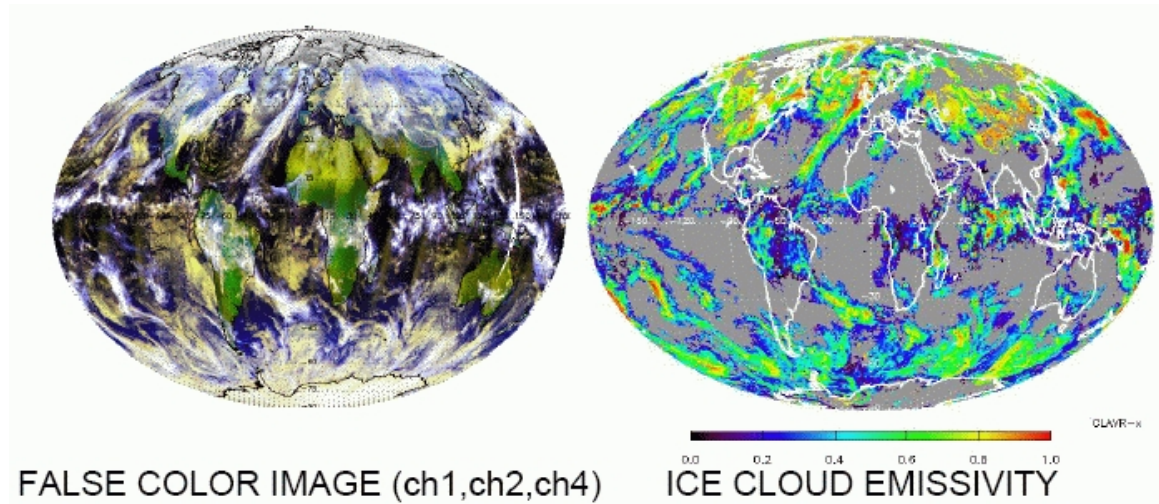 CLAVR-x
0.0 0.2 0.4 0.6 0.8 1.0
FALSE COLOR IMAGE (ch1,ch2,ch4) ICE CLOUD EMISSIVITY